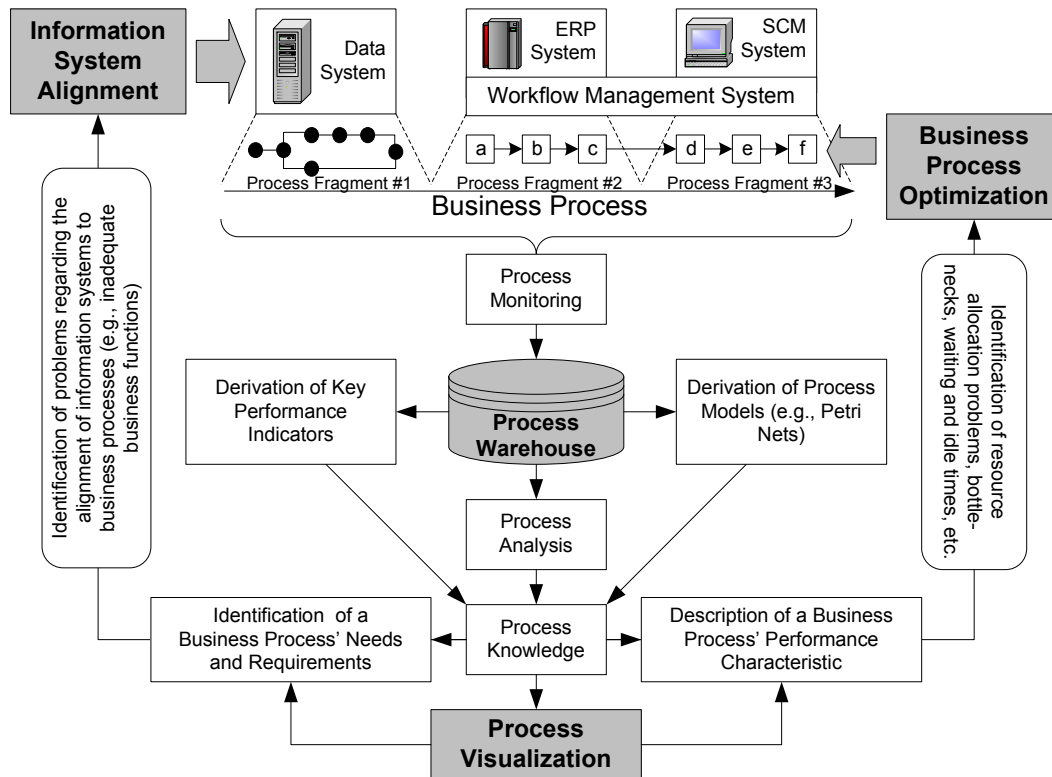 Information
System
Alignment
Data
System
ERP
System
SCM
System
Workflow Management System
a
b
c
d
e
f
Process Fragment #1
Process Fragment #2
Process Fragment #3
Business Process
Business
Process
Optimization
Process
Monitoring
Identification of problems regarding the
alignment of information systems to
business processes (e.g., inadequate
business functions)
Identification of resource
allocation problems, bottle-
necks, waiting and idle times, etc.
Derivation of Key
Performance
Indicators
Process
Warehouse
Derivation of Process
Models (e.g., Petri
Nets)
Process
Analysis
Identification of a
Business Process' Needs
and Requirements
Process
Knowledge
Description of a Business
Process' Performance
Characteristic
Process
Visualization